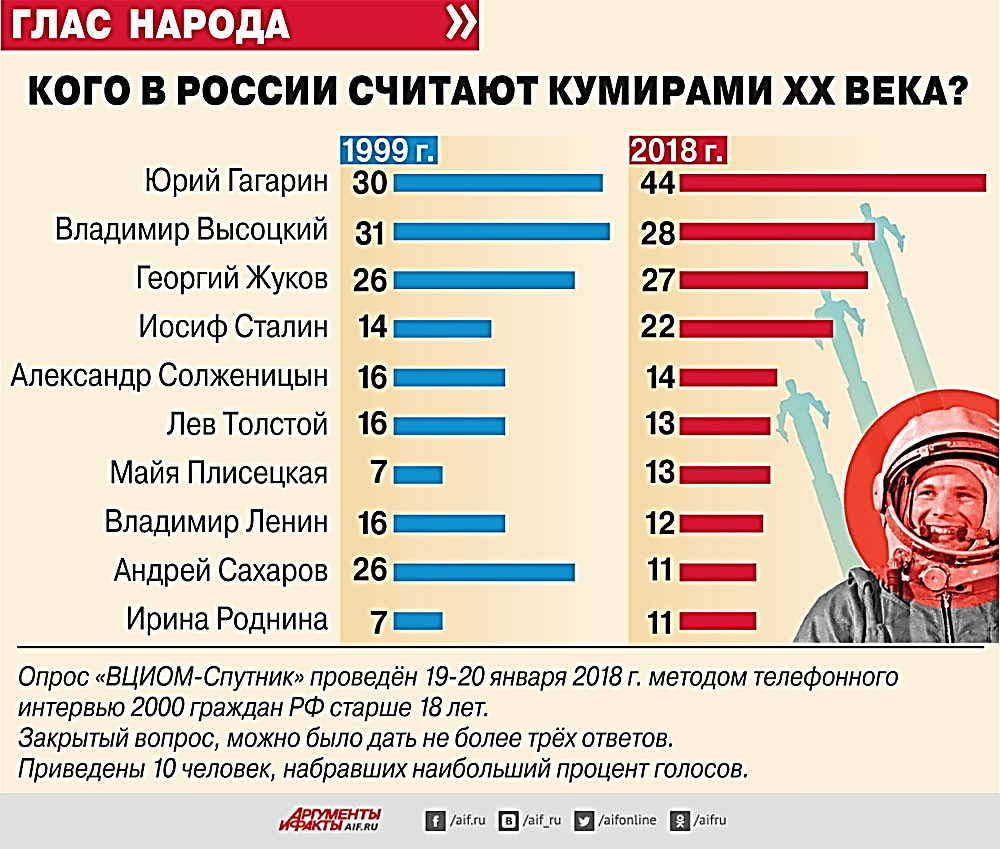 ГЛАС НАРОДА
КОГО В РОССИИ СЧИТАЮТ КУМИРАМИ ХХ ВЕКА?
1999 г. 2018 г.
Юрий Гагарин 30 44
Владимир Высоцкий 31 28
Георгий Жуков 26 27
Иосиф Сталин 14 22
Александр Солженицын 16 14
Лев Толстой 16 13
Майя Плисецкая 7 13
Владимир Ленин 16 12
Андрей Сахаров 26 11
Ирина Роднина 7 11
Опрос «ВЦИОМ-Спутник» проведён 19-20 января 2018 г. методом телефонного
интервью 2000 граждан РФ старше 18 лет.
Закрытый вопрос, можно было дать не более трёх ответов.
Приведены 10 человек, набравших наибольший процент голосов.
АРГУМЕНТЫ
И ФАКТЫ AIF.RU
/aif.ru /aif_ru /aifonline /aifru